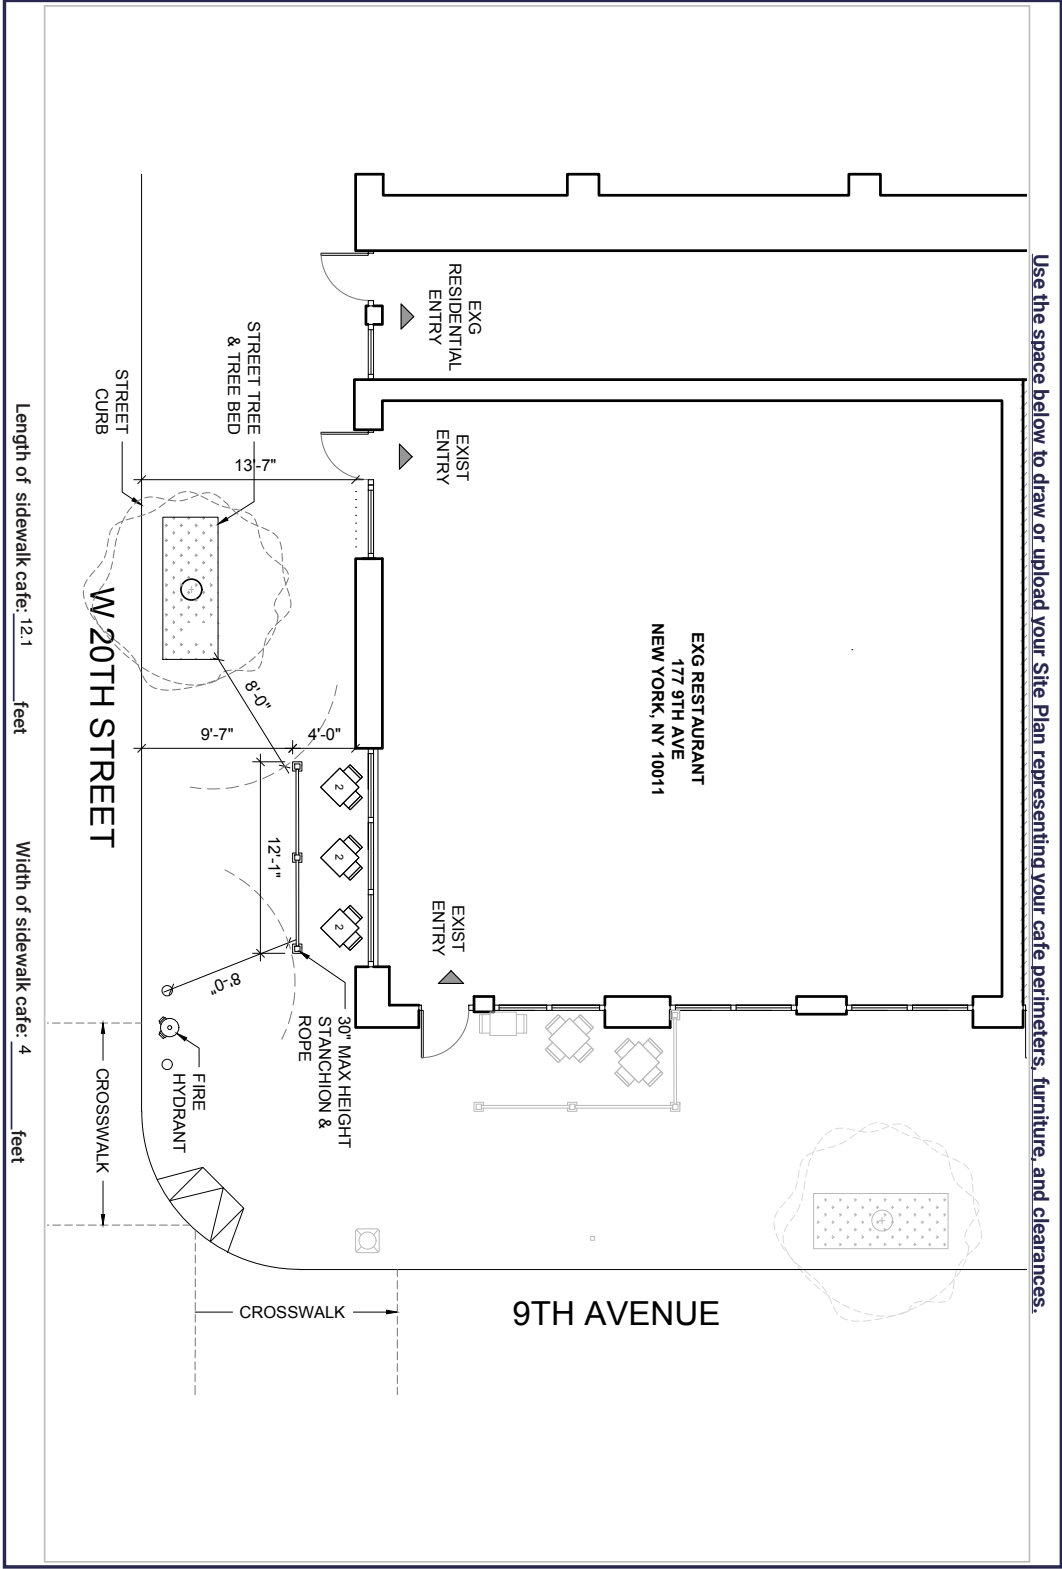 Use the space below to draw or upload your Site Plan representing your cafe perimeters, furniture, and clearances.
EXG
RESIDENTIAL
ENTRY
EXIST
ENTRY
STREET TREE
& TREE BED
STREET
CURB
13'-7"
EXG RESTAURANT
177 9TH AVE
NEW YORK, NY 10011
8'-0"
9'-7"
4'-0"
W 20TH STREET
2
2
2
12'-1"
EXIST
ENTRY
8'-0"
30" MAX HEIGHT
STANCHION &
ROPE
FIRE
HYDRANT
CROSSWALK
CROSSWALK
9TH AVENUE
Length of sidewalk cafe: 12.1 feet
Width of sidewalk cafe: 4 feet